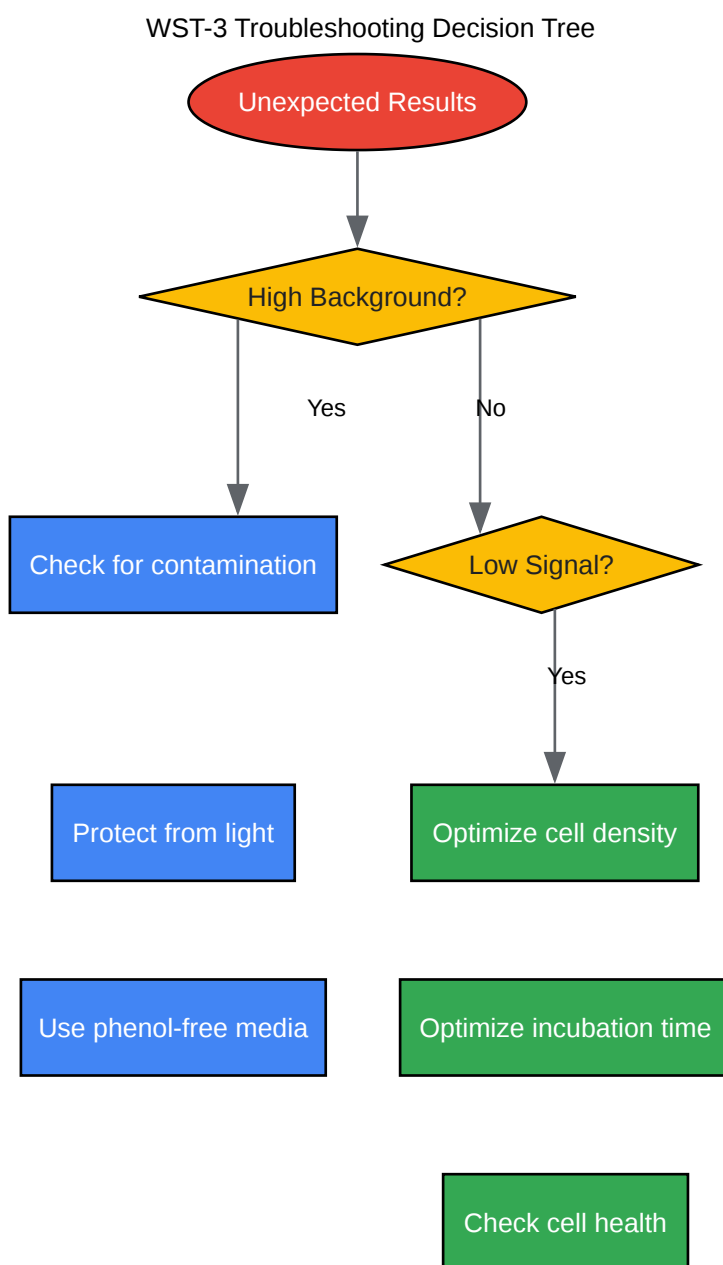 WST-3 Troubleshooting Decision Tree
Unexpected Results
High Background?
Yes
No
Check for contamination
Low Signal?
Yes
Protect from light
Optimize cell density
Use phenol-free media
Optimize incubation time
Check cell health